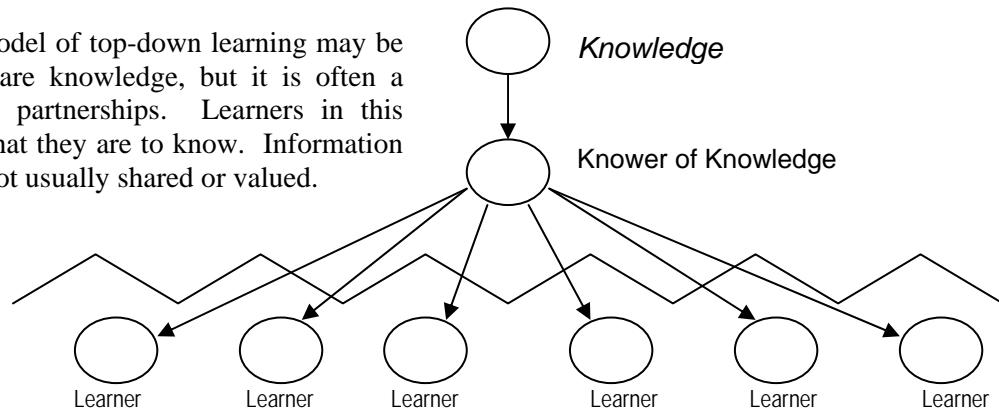 odel of top-down learning may be
are knowledge, but it is often a
partnerships. Learners in this
hat they are to know. Information
ot usually shared or valued.
Knowledge
Knower of Knowledge
Learner Learner Learner Learner Learner Learner